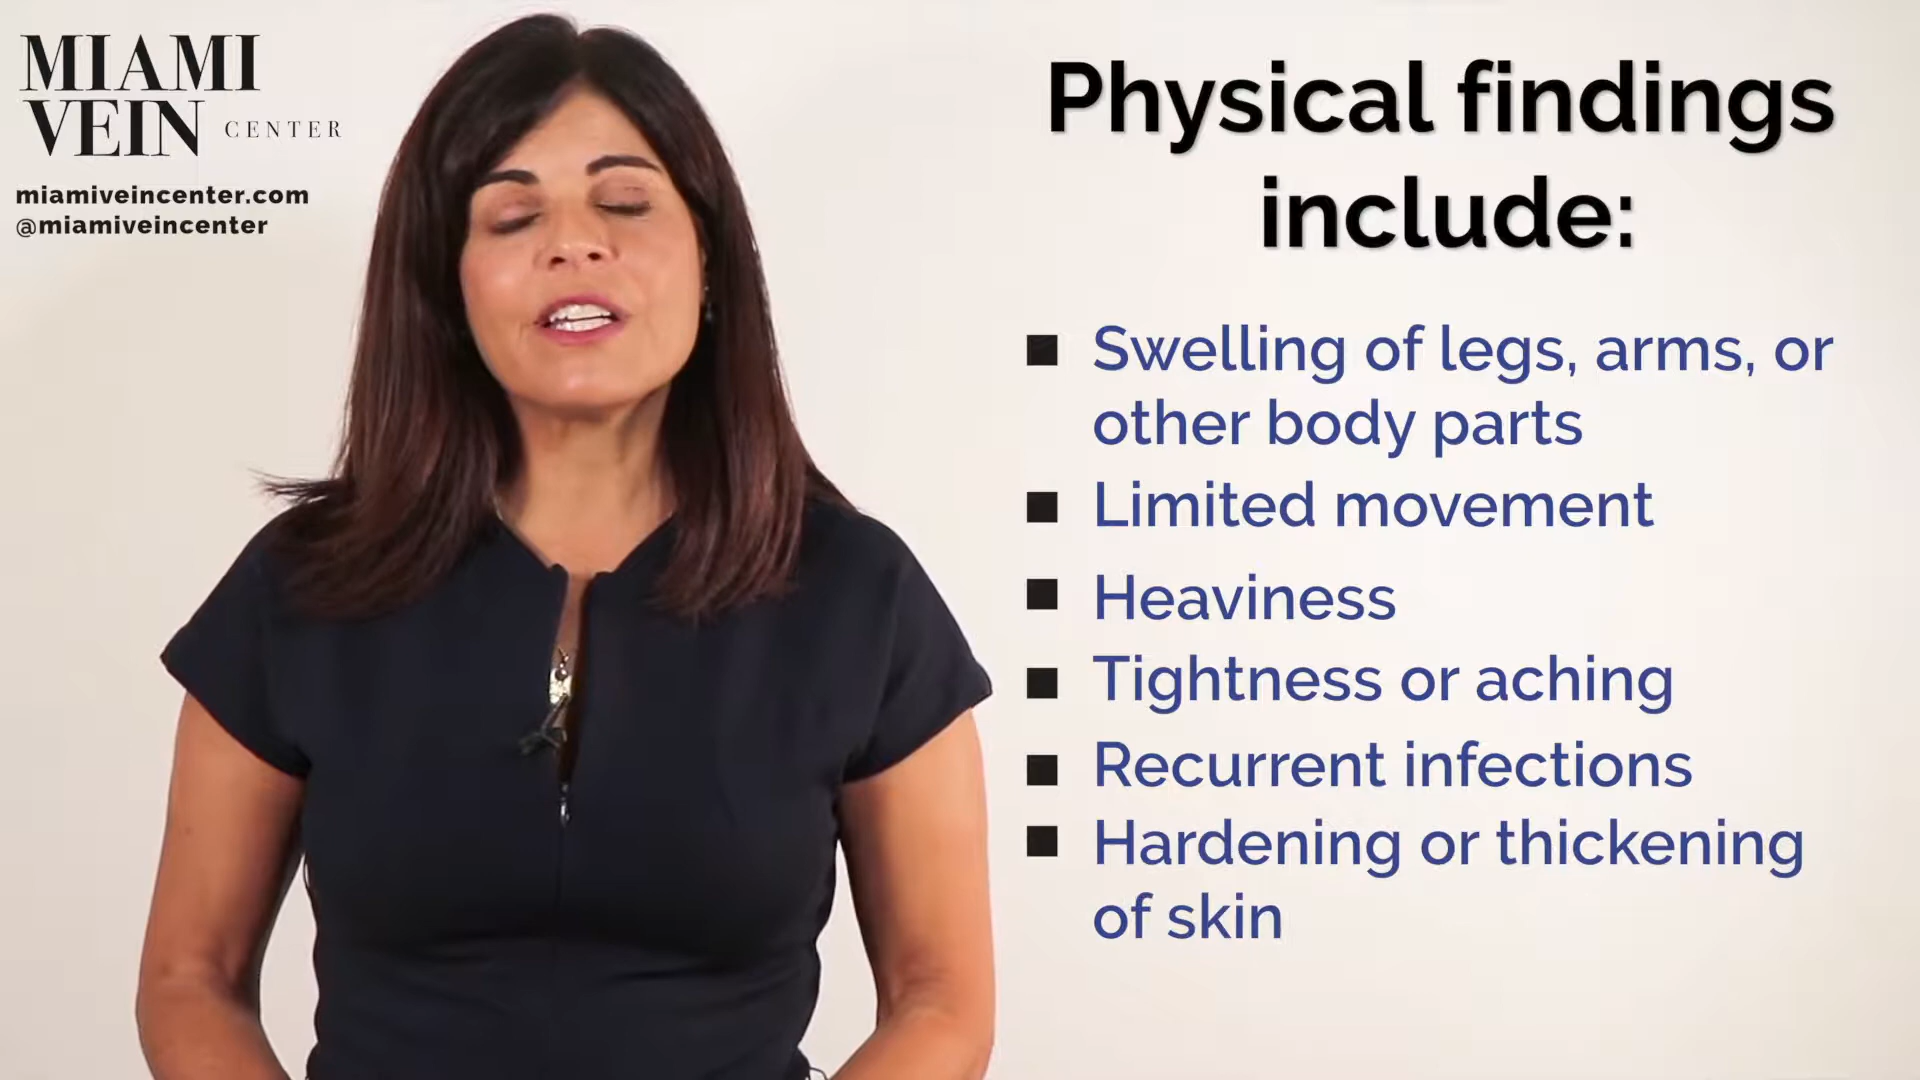 MIAMI
VEIN CENTER
miamiveincenter.com
@miamiveincenter
Physical findings
include:
Swelling of legs, arms, or
other body parts
Limited movement
Heaviness
Tightness or aching
Recurrent infections
Hardening or thickening
of skin